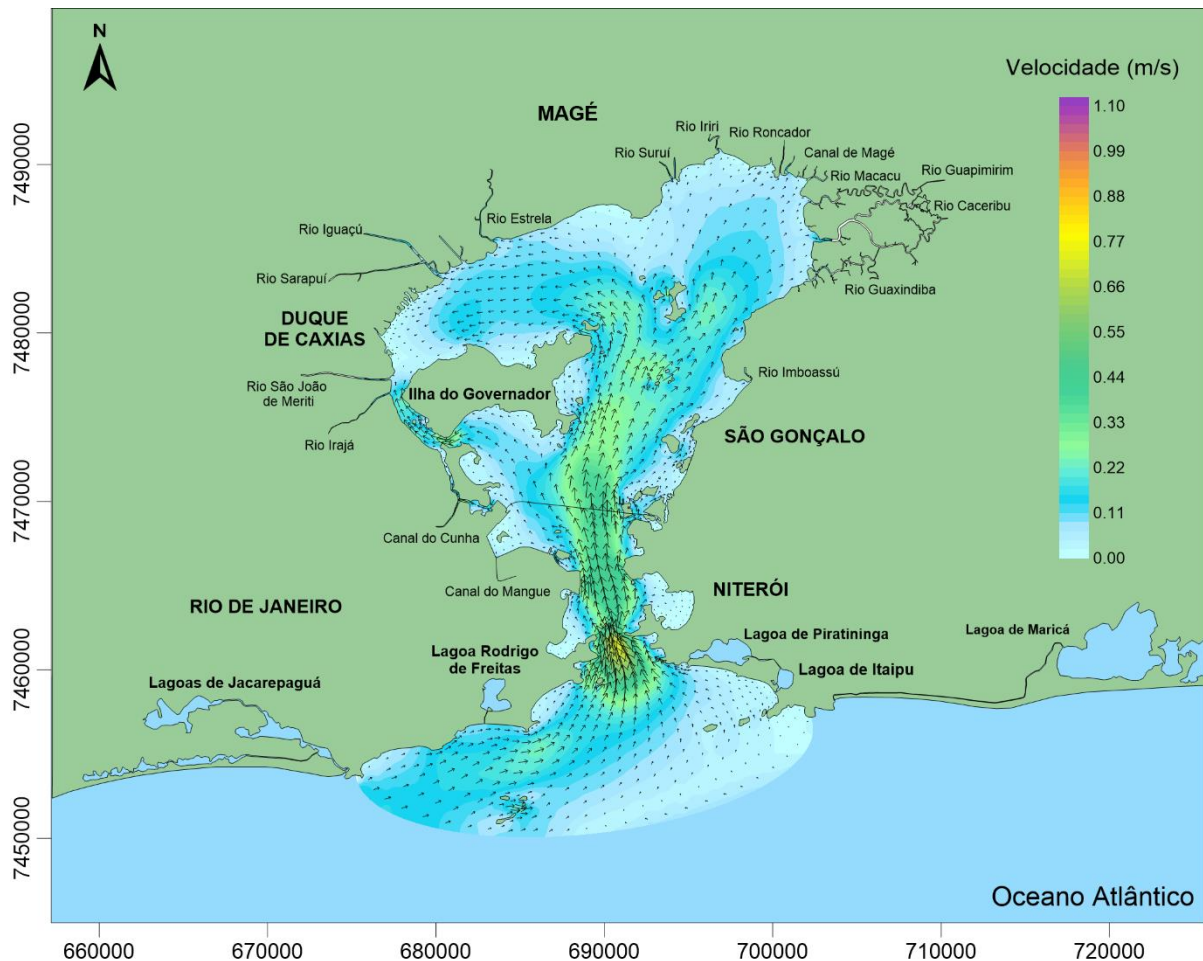 N
Velocidade (m/s)
1.10
0.99
0.88
0.77
0.66
0.55
0.44
0.33
0.22
0.11
0.00
MAGÉ
Rio Iriri
Rio Roncador
Rio Suruí
Canal de Magé
Rio Macacu
Rio Guapimirim
Rio Caceribu
Rio Estrela
Rio Iguaçú
Rio Sarapuí
Rio Guaxindiba
DUQUE
DE CAXIAS
Rio São João
de Meriti
Ilha do Governador
Rio Imboassú
Rio Irajá
SÃO GONÇALO
Canal do Cunha
Canal do Mangue
NITERÓI
RIO DE JANEIRO
Lagoa Rodrigo
de Freitas
Lagoa de Piratininga
Lagoa de Maricá
Lagoa de Itaipu
Lagoas de Jacarepaguá
Oceano Atlântico
7490000
7480000
7470000
7460000
7450000
660000
670000
680000
690000
700000
710000
720000